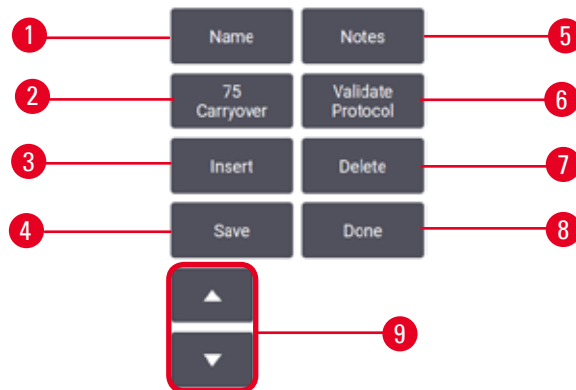 1
Name
Notes
5
2
75
Carryover
Validate
Protocol
6
3
Insert
Delete
7
4
Save
Done
8
9